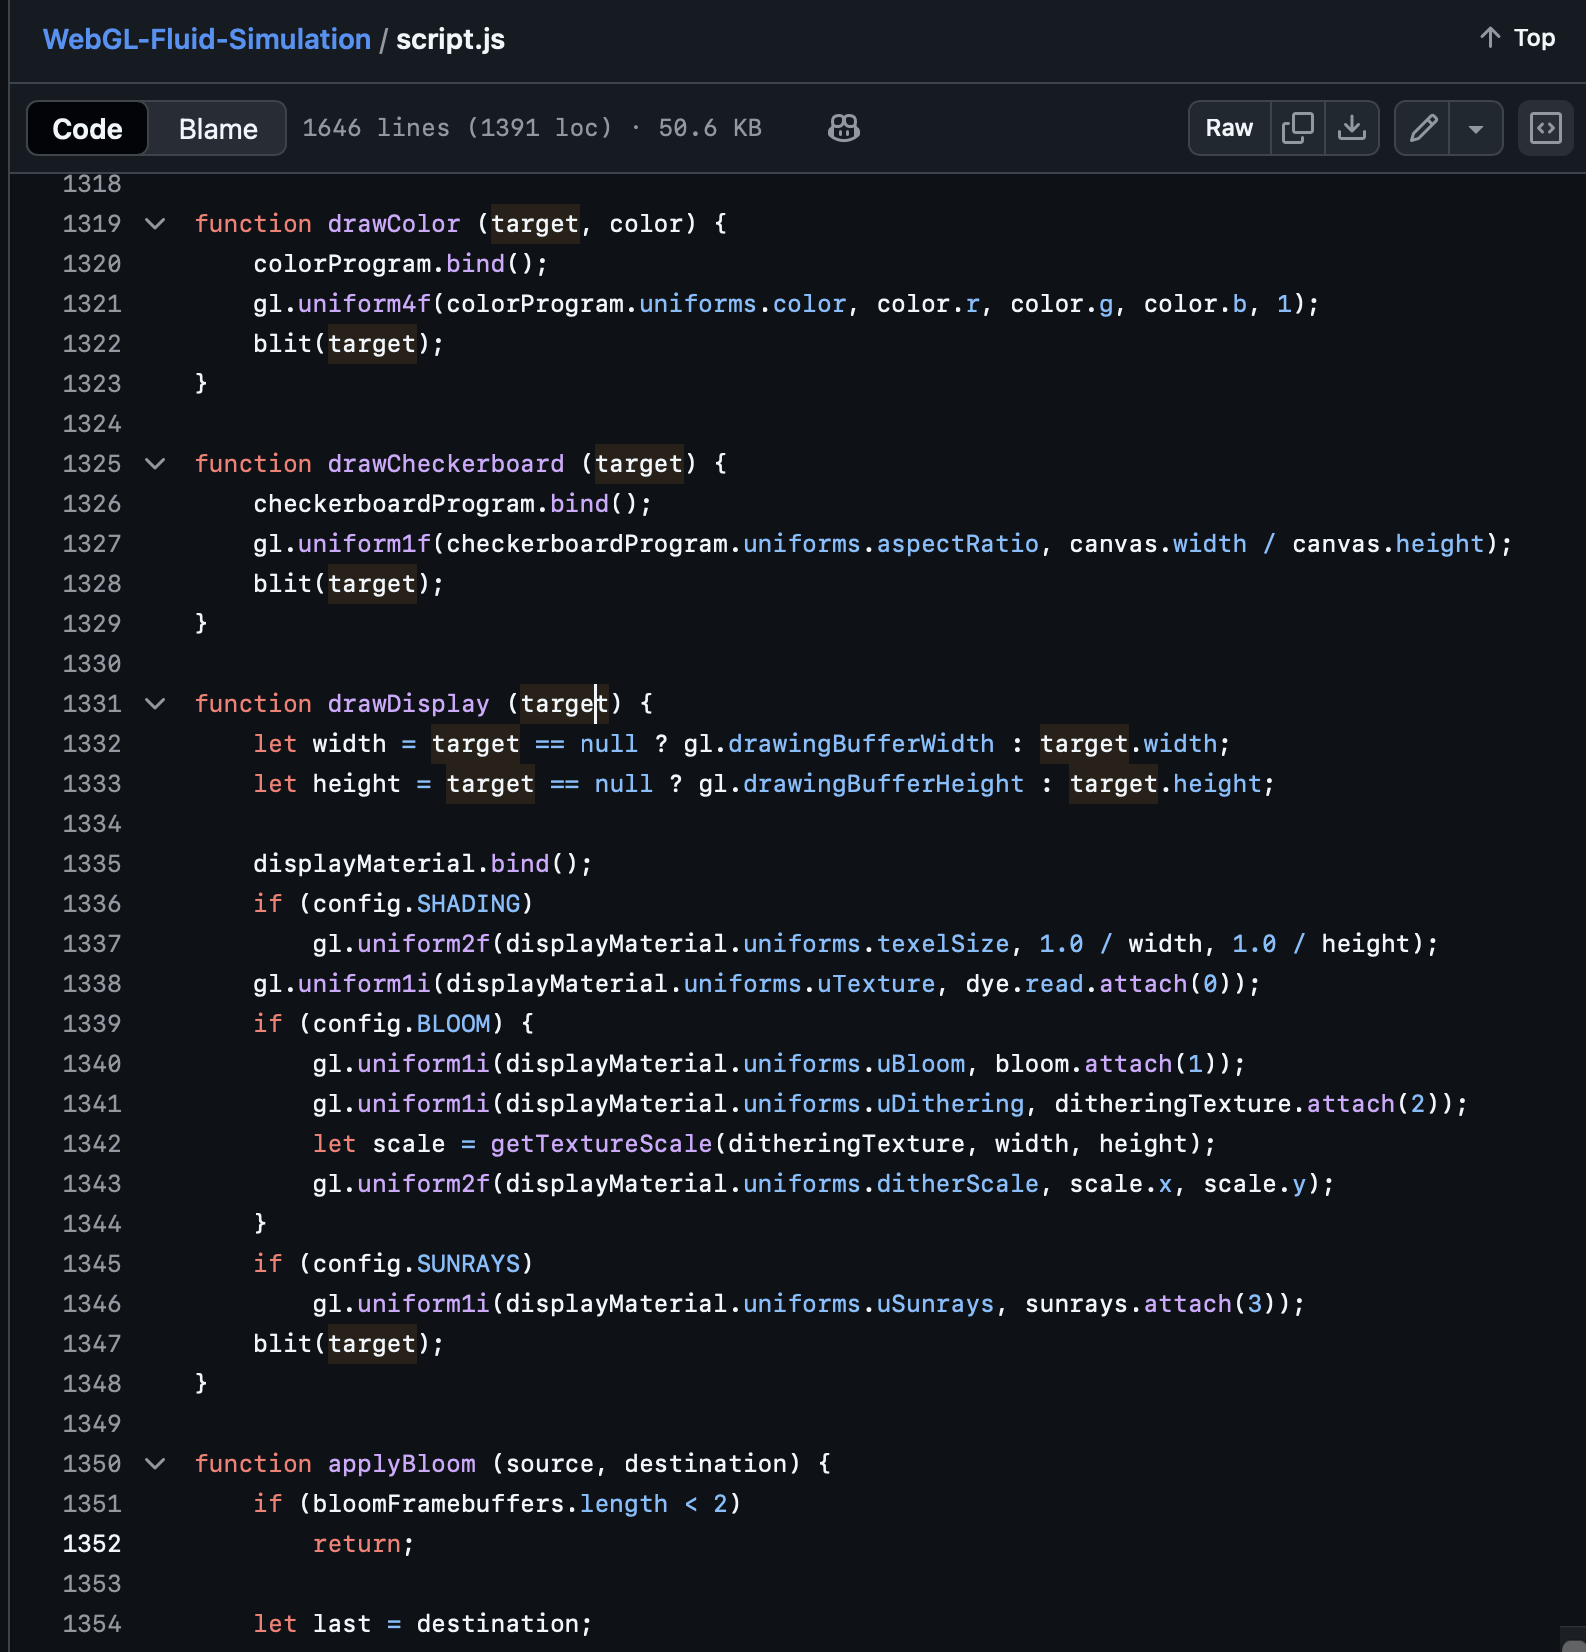 WebGL-Fluid-Simulation / script.js
Top
Code Blame 1646 lines (1391 loc) · 50.6 KB Raw
1318
1319 function drawColor (target, color) {
1320     colorProgram.bind();
1321     gl.uniform4f(colorProgram.uniforms.color, color.r, color.g, color.b, 1);
1322     blit(target);
1323 }
1324
1325 function drawCheckerboard (target) {
1326     checkerboardProgram.bind();
1327     gl.uniform1f(checkerboardProgram.uniforms.aspectRatio, canvas.width / canvas.height);
1328     blit(target);
1329 }
1330
1331 function drawDisplay (target) {
1332     let width = target == null ? gl.drawingBufferWidth : target.width;
1333     let height = target == null ? gl.drawingBufferHeight : target.height;
1334
1335     displayMaterial.bind();
1336     if (config.SHADING)
1337         gl.uniform2f(displayMaterial.uniforms.texelSize, 1.0 / width, 1.0 / height);
1338     gl.uniform1i(displayMaterial.uniforms.uTexture, dye.read.attach(0));
1339     if (config.BLOOM) {
1340         gl.uniform1i(displayMaterial.uniforms.uBloom, bloom.attach(1));
1341         gl.uniform1i(displayMaterial.uniforms.uDithering, ditheringTexture.attach(2));
1342         let scale = getTextureScale(ditheringTexture, width, height);
1343         gl.uniform2f(displayMaterial.uniforms.ditherScale, scale.x, scale.y);
1344     }
1345     if (config.SUNRAYS)
1346         gl.uniform1i(displayMaterial.uniforms.uSunrays, sunrays.attach(3));
1347     blit(target);
1348 }
1349
1350 function applyBloom (source, destination) {
1351     if (bloomFramebuffers.length < 2)
1352         return;
1353
1354     let last = destination;